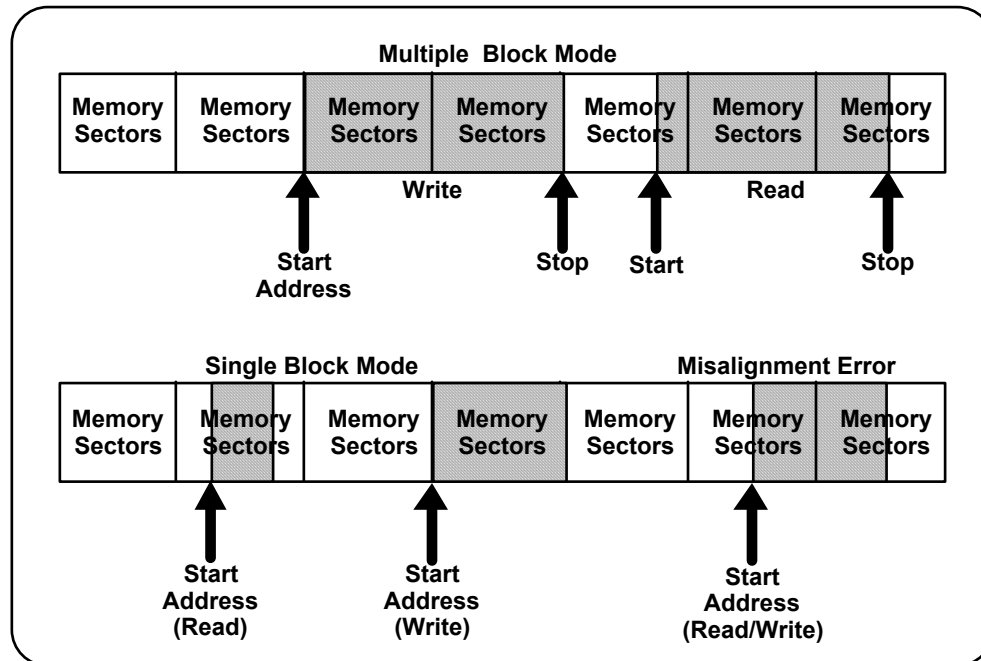 Multiple Block Mode
Memory Memory Memory Memory Memory Memory Memory
Sectors Sectors Sectors Sectors Sectors Sectors Sectors
Write Read
Start Stop Start Stop
Address
Single Block Mode Misalignment Error
Memory Memory Memory Memory Memory Memory Memory
Sectors Sectors Sectors Sectors Sectors Sectors Sectors
Start Start Start
Address Address Address
(Read) (Write) (Read/Write)